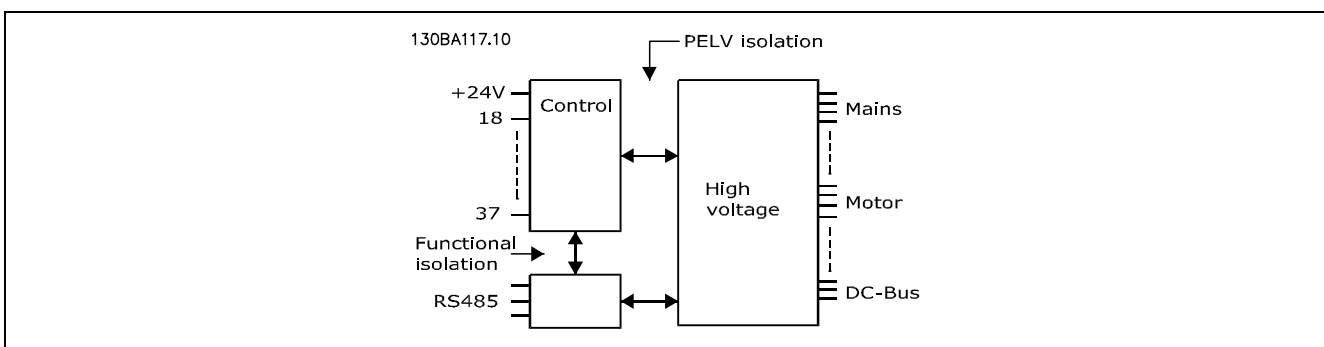 130BA117.10
PELV isolation
+24V
Control
18
Mains
High
voltage
Motor
37
Functional
isolation
RS485
DC-Bus